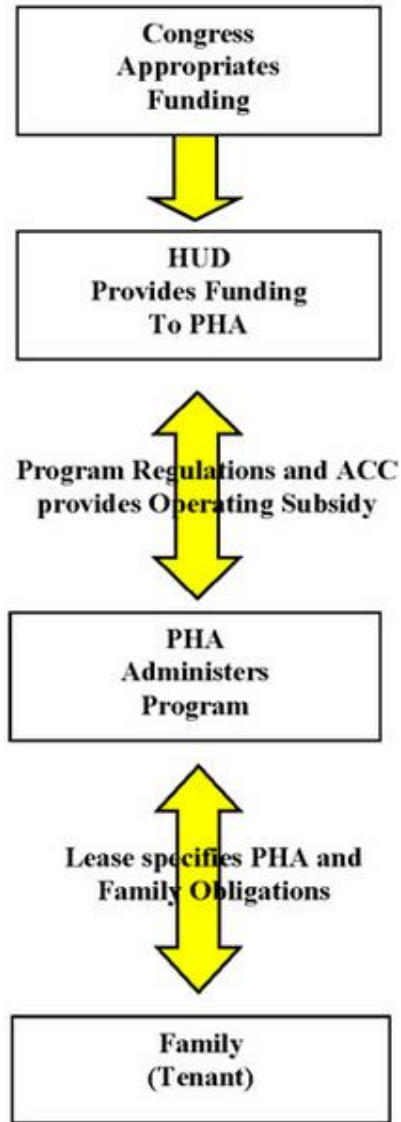 Congress
Appropriates
Funding
HUD
Provides Funding
To PHA
Program Regulations and ACC
provides Operating Subsidy
PHA
Administers
Program
Lease specifies PHA and
Family Obligations
Family
(Tenant)